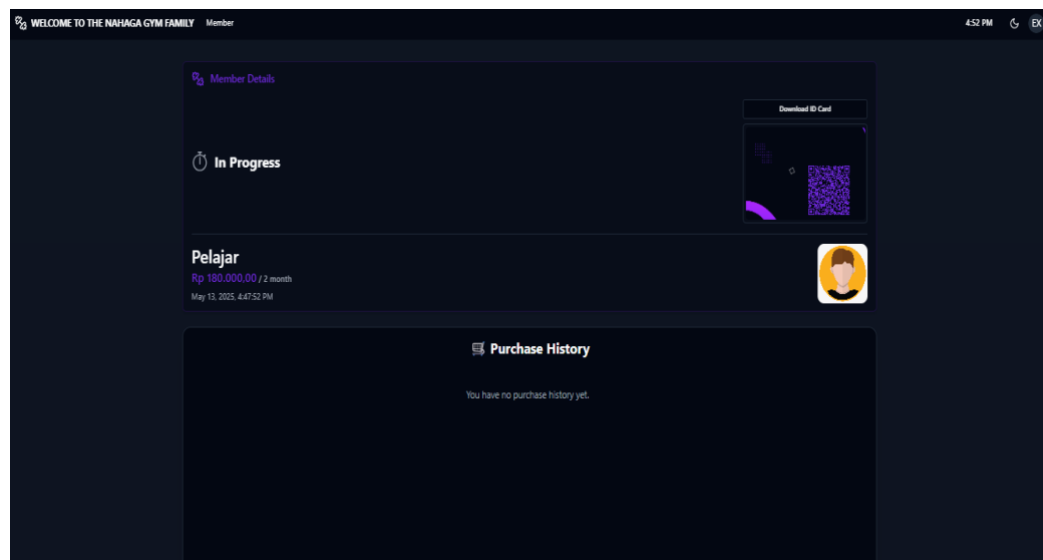 WELCOME TO THE NAHAGA GYM FAMILY Member 4:52 PM EX
Member Details
Download ID Card
In Progress
Pelajar
Rp 180.000,00 / 2 month
May 13, 2025, 4:47:52 PM
Purchase History
You have no purchase history yet.